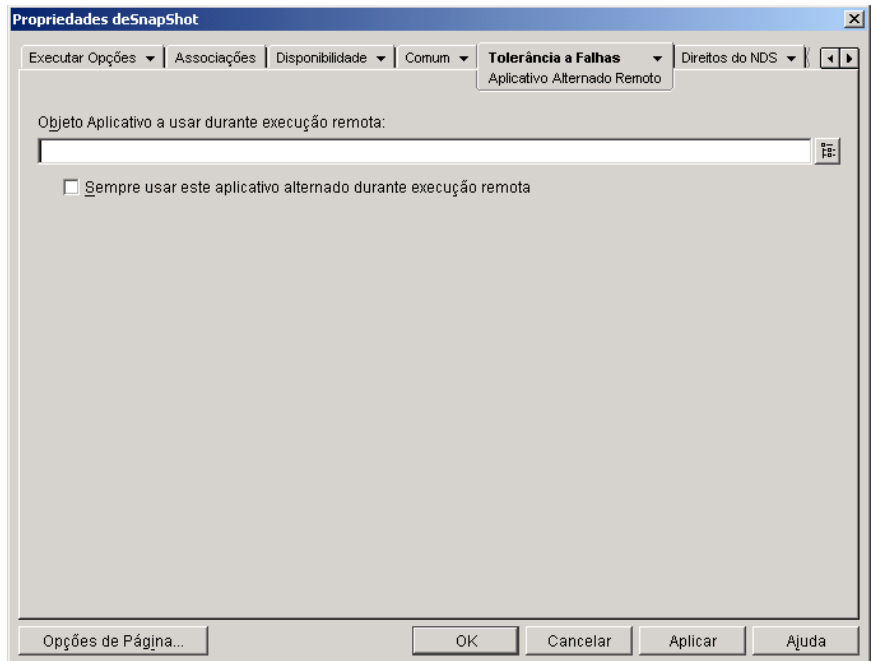 Propriedades deSnapShot
Executar Opções Associações Disponibilidade Comum Tolerância a Falhas Direitos do NDS
Aplicativo Alternado Remoto
Objeto Aplicativo a usar durante execução remota:
Sempre usar este aplicativo alternado durante execução remota
Opções de Página... OK Cancelar Aplicar Ajuda